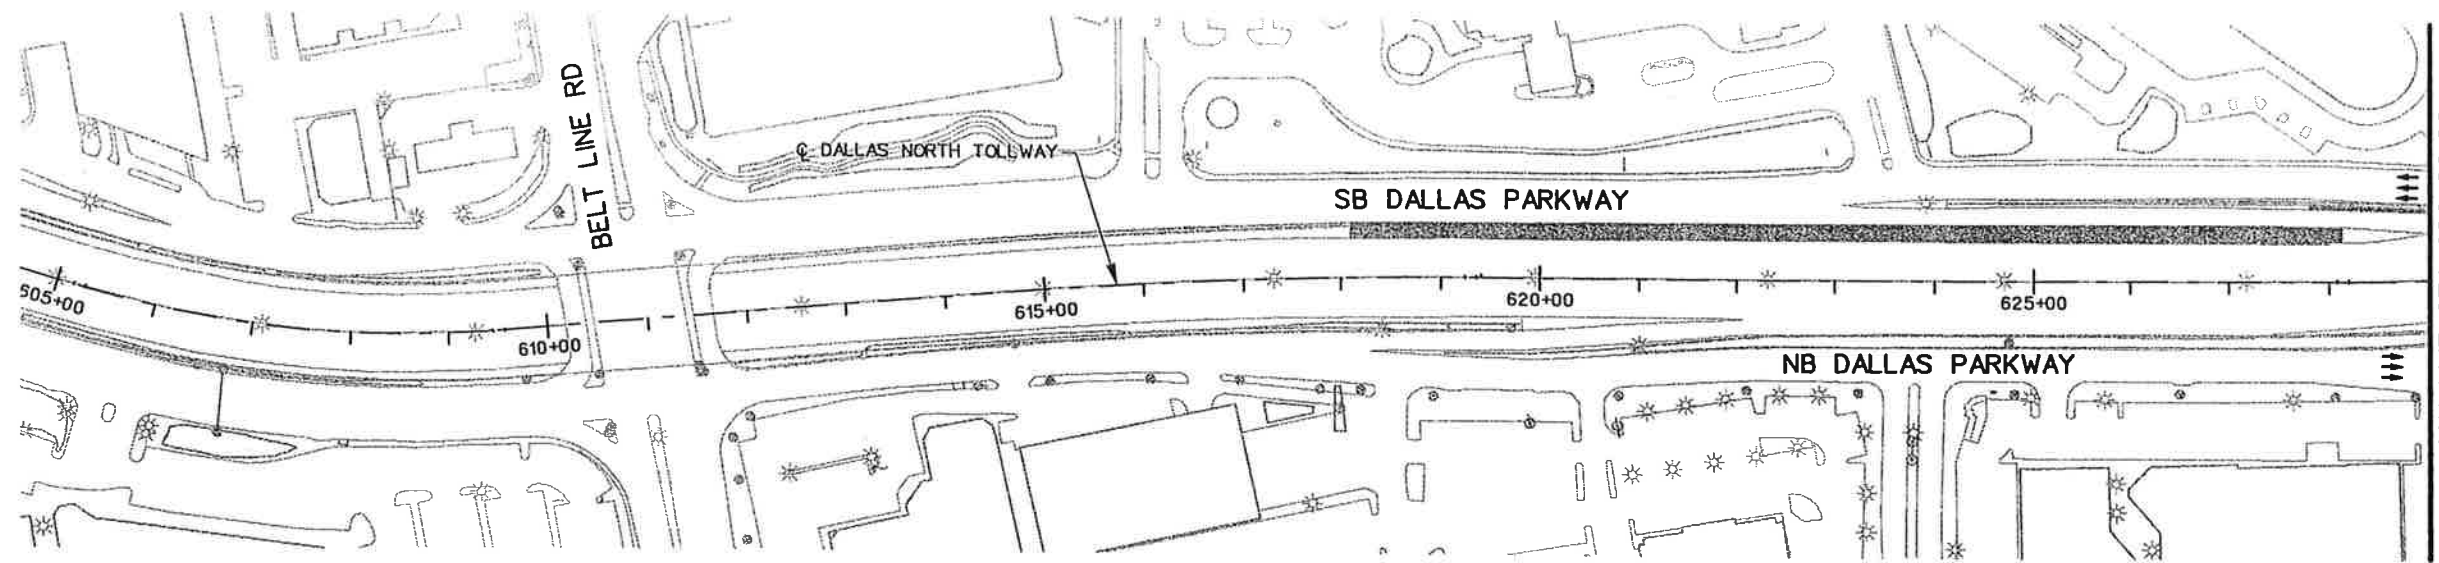 BELT LINE RD
℄ DALLAS NORTH TOLLWAY
SB DALLAS PARKWAY
605+00
610+00
615+00
620+00
625+00
NB DALLAS PARKWAY